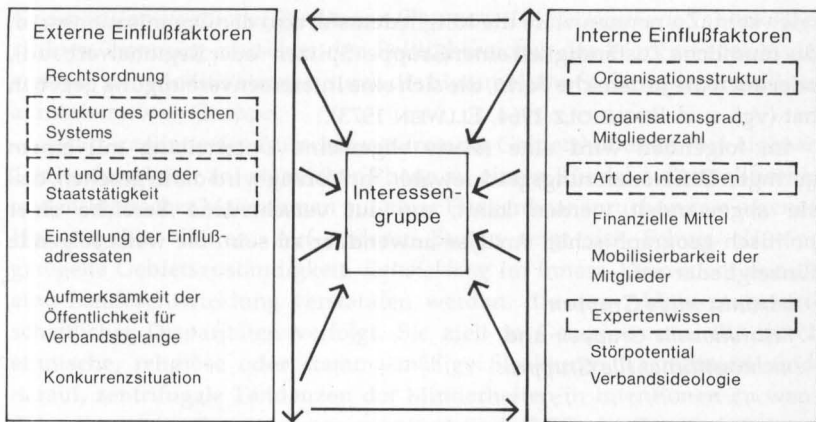 Externe Einflußfaktoren
Rechtsordnung
Struktur des politischen
Systems
Art und Umfang der
Staatstätigkeit
Einstellung der Einfluß-
adressaten
Aufmerksamkeit der
Öffentlichkeit für
Verbandsbelange
Konkurrenzsituation
Interessen-
gruppe
Interne Einflußfaktoren
Organisationsstruktur
Organisationsgrad,
Mitgliederzahl
Art der Interessen
Finanzielle Mittel
Mobilisierbarkeit der
Mitglieder
Expertenwissen
Störpotential
Verbandsideologie